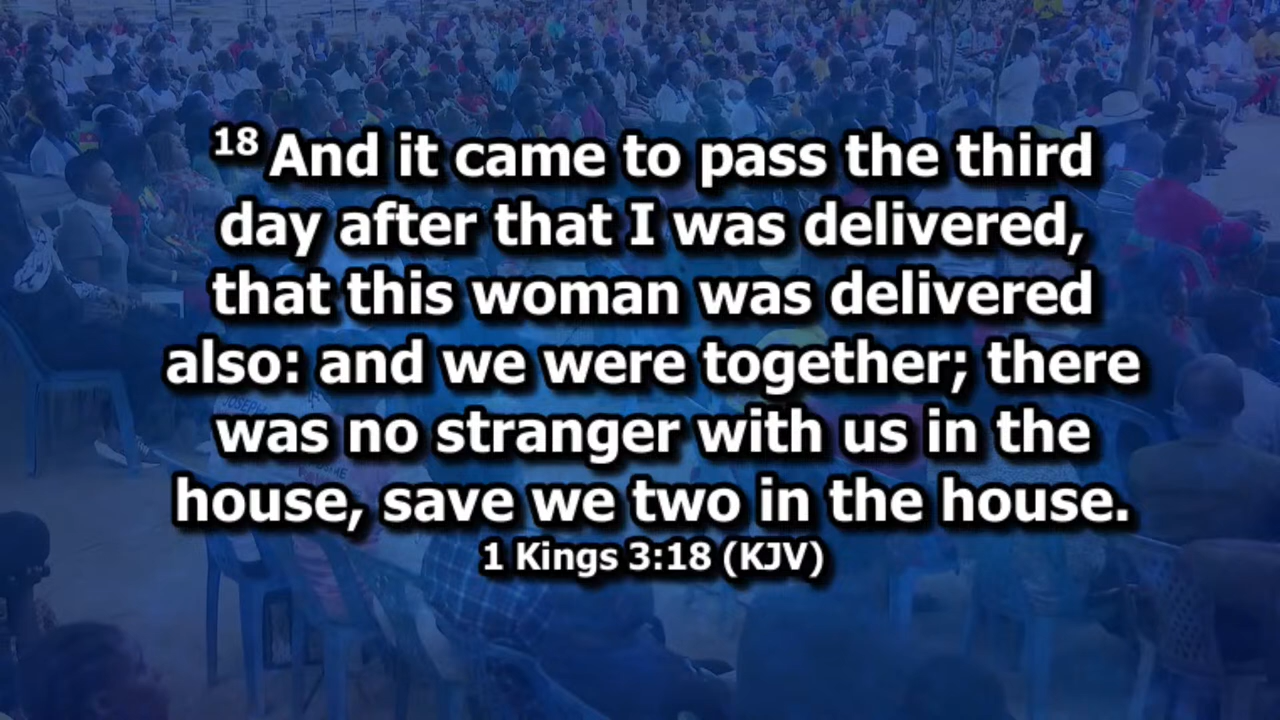 18 And it came to pass the third
day after that I was delivered,
that this woman was delivered
also: and we were together; there
was no stranger with us in the
house, save we two in the house.
1 Kings 3:18 (KJV)
JOSEPH